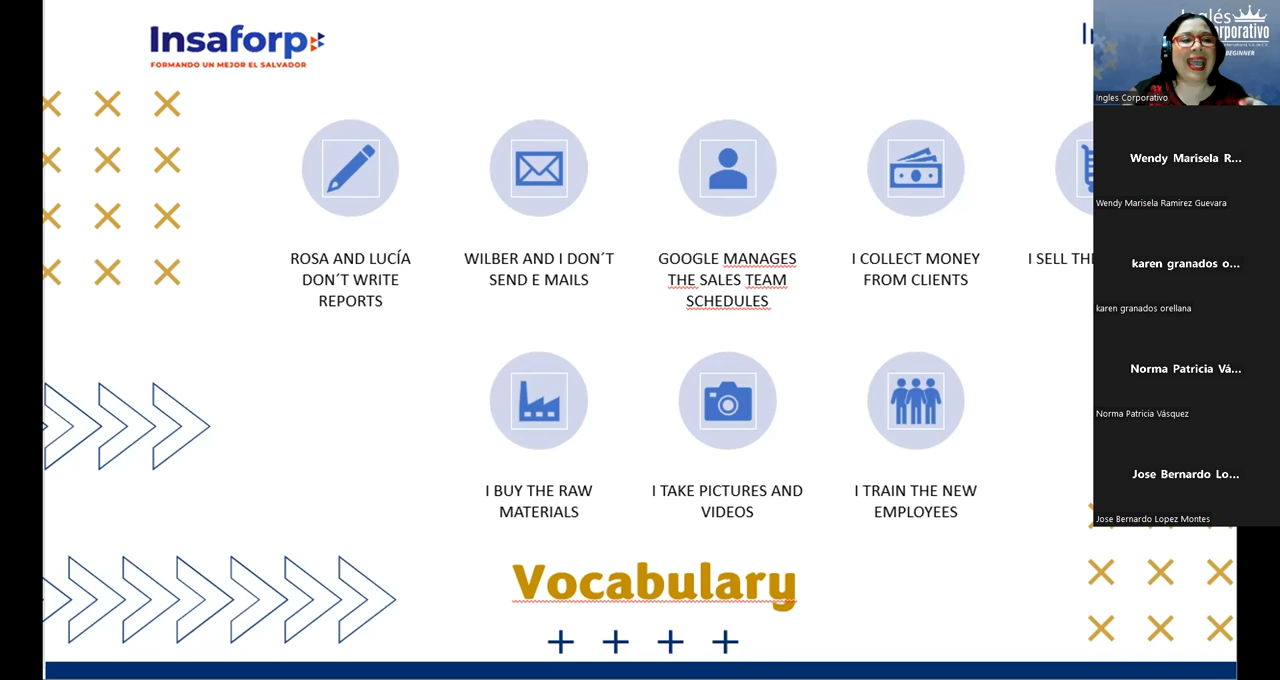 Insaforp
FORMANDO UN MEJOR EL SALVADOR
ROSA AND LUCÍA
DON´T WRITE
REPORTS
WILBER AND I DON´T
SEND E MAILS
GOOGLE MANAGES
THE SALES TEAM
SCHEDULES
I COLLECT MONEY
FROM CLIENTS
I SELL
I BUY THE RAW
MATERIALS
I TAKE PICTURES AND
VIDEOS
I TRAIN THE NEW
EMPLOYEES
Vocabulary
Inglés
BEGINNER
Ingles Corporativo
Wendy Marisela R...
Wendy Marisela Ramirez Guevara
karen granados o...
karen granados orellana
Norma Patricia Vá...
Norma Patricia Vásquez
Jose Bernardo Lo...
Jose Bernardo Lopez Montes